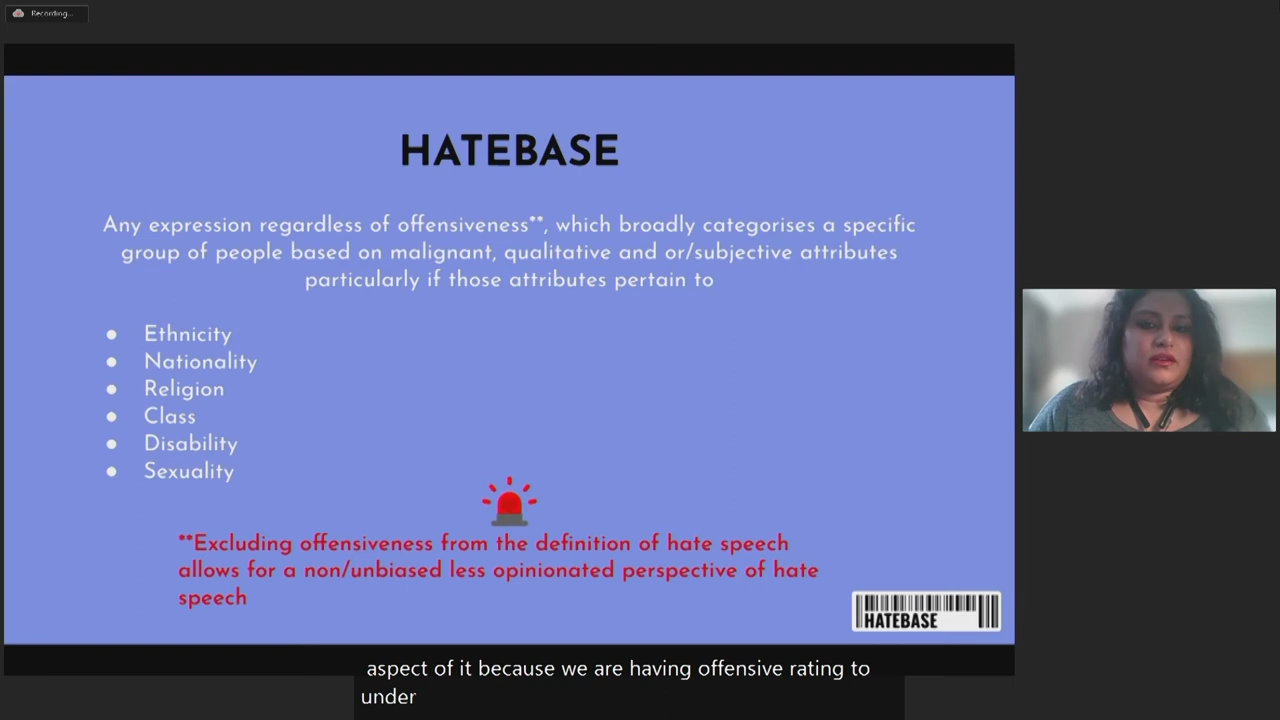 Recording...
HATEBASE
Any expression regardless of offensiveness**, which broadly categorises a specific
group of people based on malignant, qualitative and or/subjective attributes
particularly if those attributes pertain to
● Ethnicity
● Nationality
● Religion
● Class
● Disability
● Sexuality
**Excluding offensiveness from the definition of hate speech
allows for a non/unbiased less opinionated perspective of hate
speech
HATEBASE
aspect of it because we are having offensive rating to
under